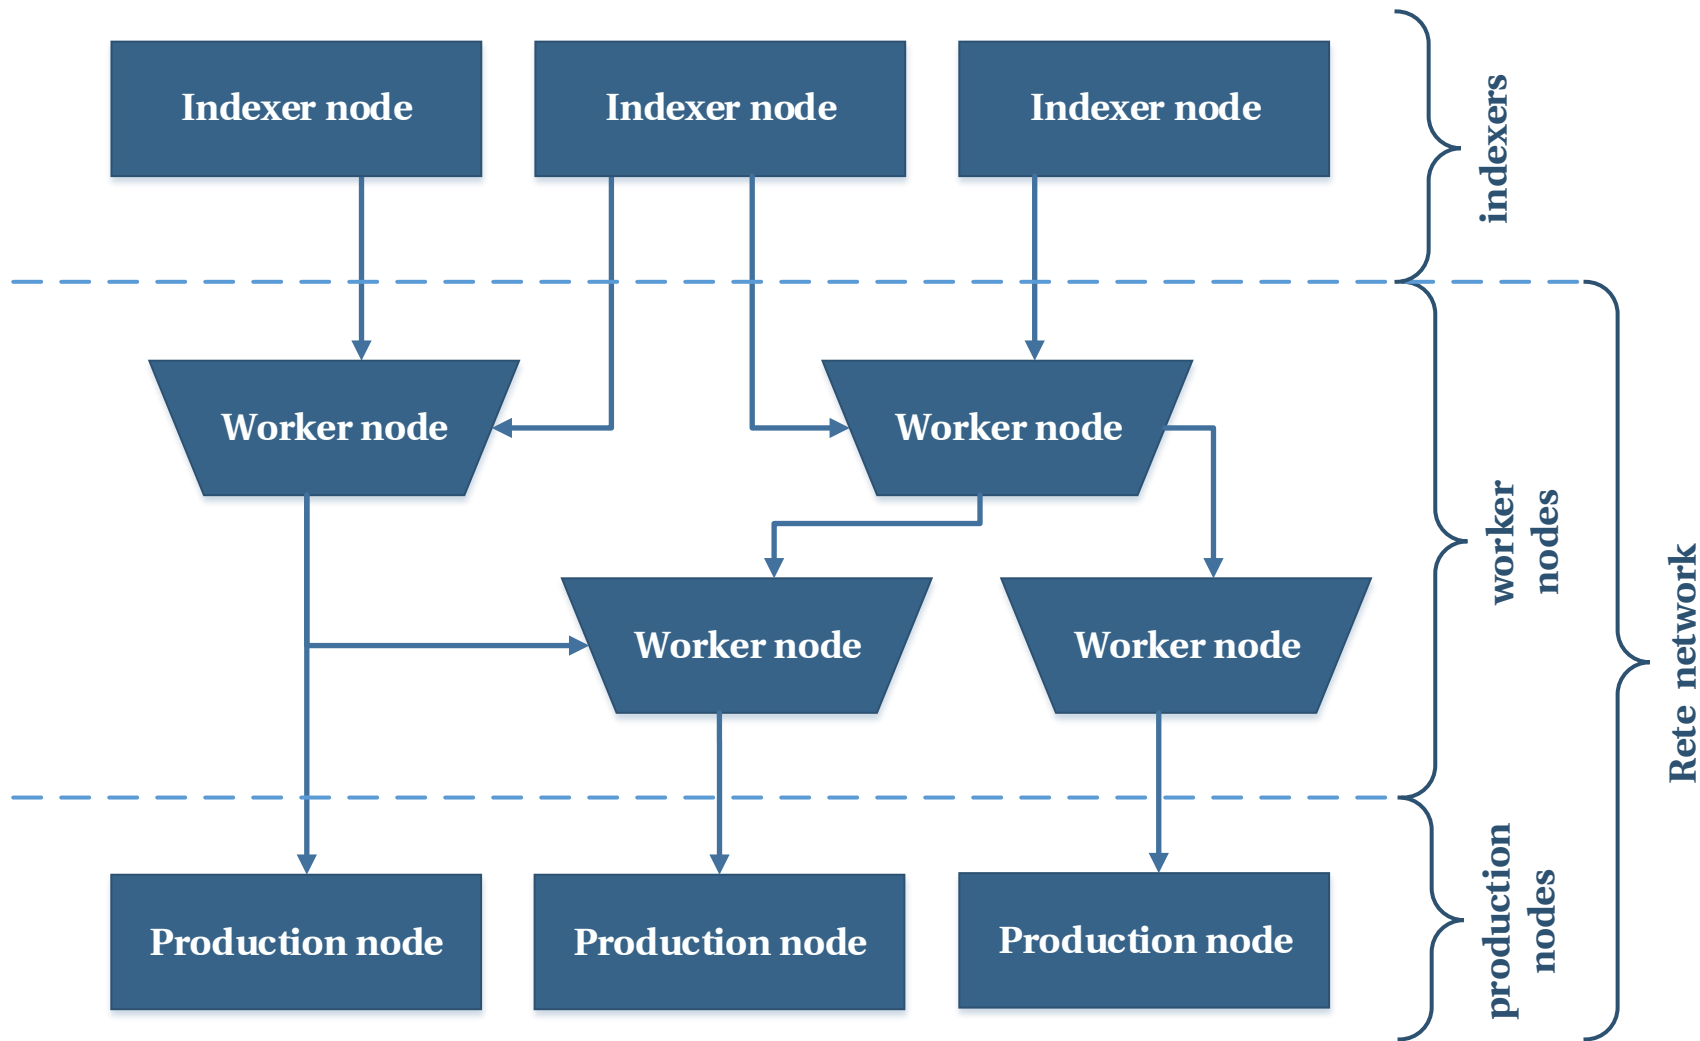 Indexer node
Indexer node
Indexer node
indexers
Worker node
Worker node
worker
nodes
Worker node
Worker node
Rete network
Production node
Production node
Production node
production
nodes